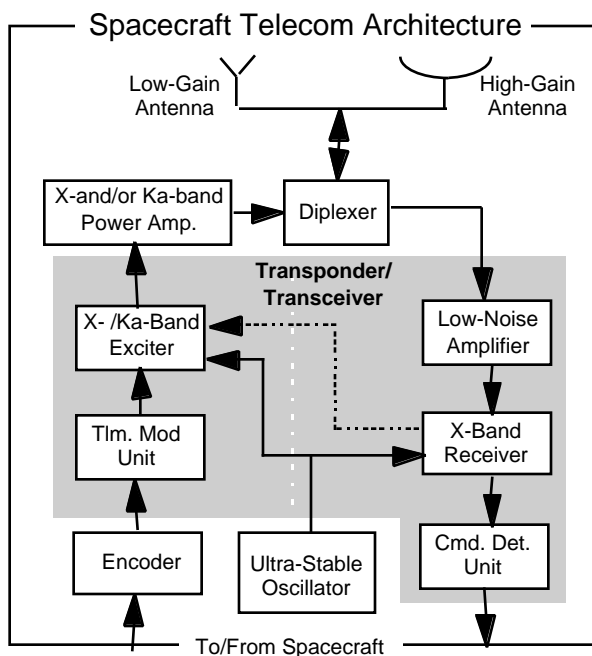 Spacecraft Telecom Architecture
Low-Gain
Antenna
High-Gain
Antenna
X-and/or Ka-band
Power Amp.
Diplexer
Transponder/
Transceiver
X- /Ka-Band
Exciter
Low-Noise
Amplifier
Tlm. Mod
Unit
X-Band
Receiver
Encoder
Ultra-Stable
Oscillator
Cmd. Det.
Unit
To/From Spacecraft